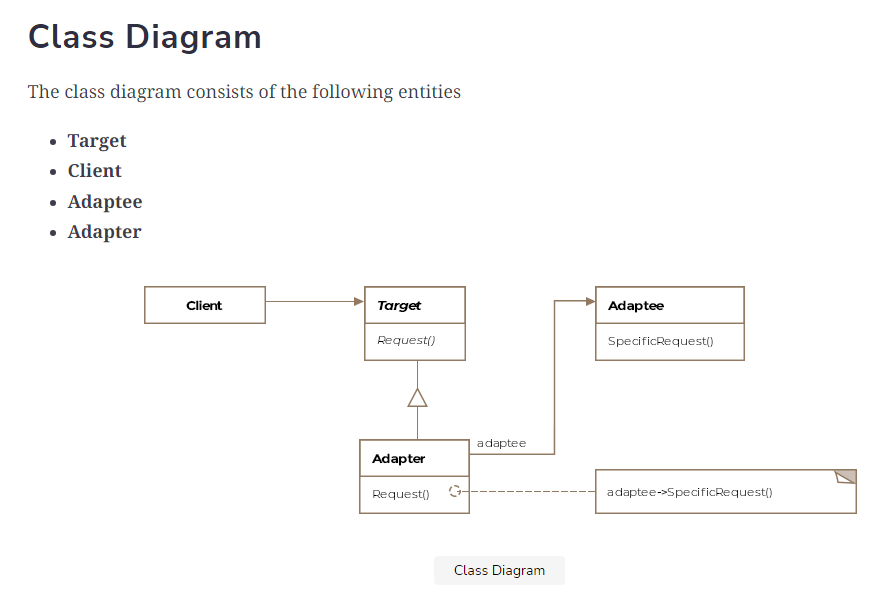 Class Diagram
The class diagram consists of the following entities
• Target
• Client
• Adaptee
• Adapter
Client
Target
Request()
Adaptee
SpecificRequest()
adaptee
Adapter
Request()
adaptee->SpecificRequest()
Class Diagram